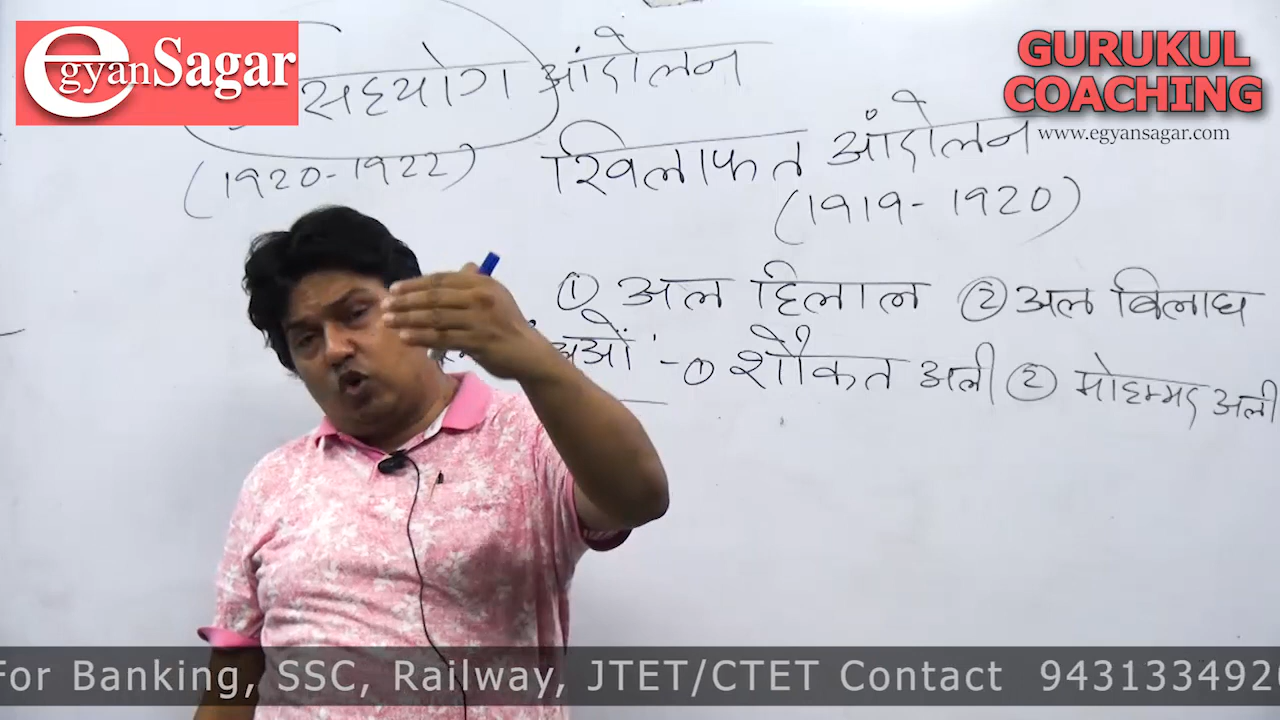 egyanSagar
GURUKUL
COACHING
www.egyansagar.com
सहयोग आंदोलन
(1920-1922)
खिलाफत आंदोलन
(1919-1920)
① अल हिलाल ② अल बिलाघ
- ① शौकत अली ② मोहम्मद अली
For Banking, SSC, Railway, JTET/CTET Contact 943133492